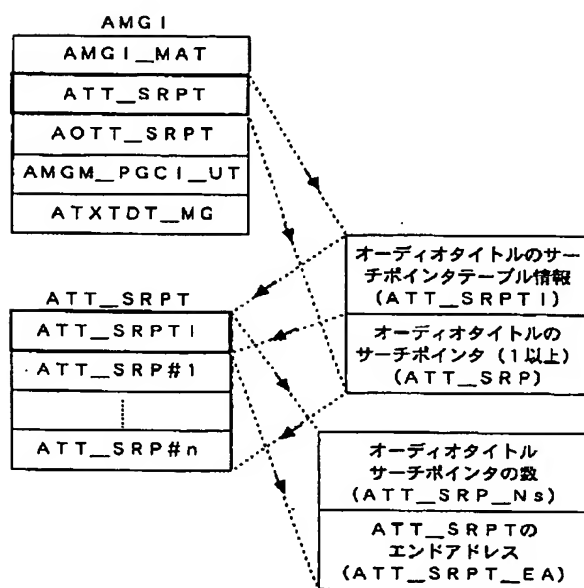 AMGI
AMGI_MAT
ATT_SRPT
AOTT_SRPT
AMGM_PGCI_UT
ATXTDT_MG
オーディオタイトルのサー
チポインタテーブル情報
(ATT_SRPTI)
オーディオタイトルの
サーチポインタ(1以上)
(ATT_SRP)
ATT_SRPT
ATT_SRPTI
ATT_SRP#1
ATT_SRP#n
オーディオタイトル
サーチポインタの数
(ATT_SRP_Ns)
ATT_SRPTの
エンドアドレス
(ATT_SRPT_EA)